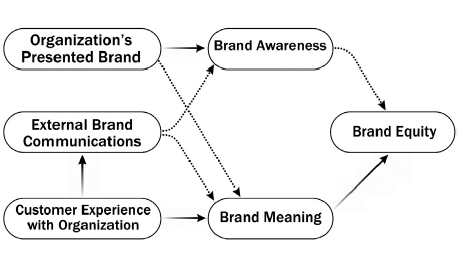 Organization's
Presented Brand
Brand Awareness
External Brand
Communications
Brand Equity
Customer Experience
with Organization
Brand Meaning